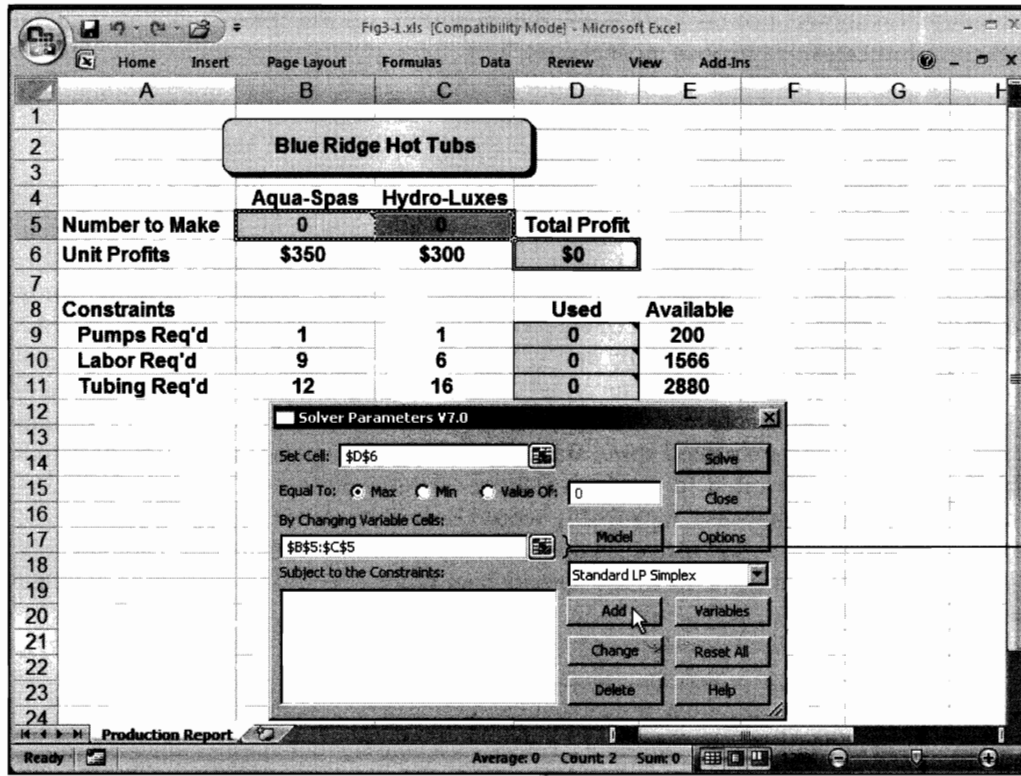 Fig3-1.xls [Compatibility Mode] - Microsoft Excel
Home Insert Page Layout Formulas Data Review View Add-Ins
A B C D E F G H
1
2 Blue Ridge Hot Tubs
3
4 Aqua-Spas Hydro-Luxes
5 Number to Make 0 0 Total Profit
6 Unit Profits $350 $300 $0
7
8 Constraints Used Available
9 Pumps Req'd 1 1 0 200
10 Labor Req'd 9 6 0 1566
11 Tubing Req'd 12 16 0 2880
12 Solver Parameters V7.0
13
14 Set Cell: $D$6 Solve
15 Equal To: Max Min Value Of: 0
16 Close
By Changing Variable Cells:
17 Model Options
$B$5:$C$5
18 Subject to the Constraints: Standard LP Simplex
19
20 Add Variables
21
22 Change Reset All
23 Delete Help
24
Production Report
Ready Average: 0 Count: 2 Sum: 0